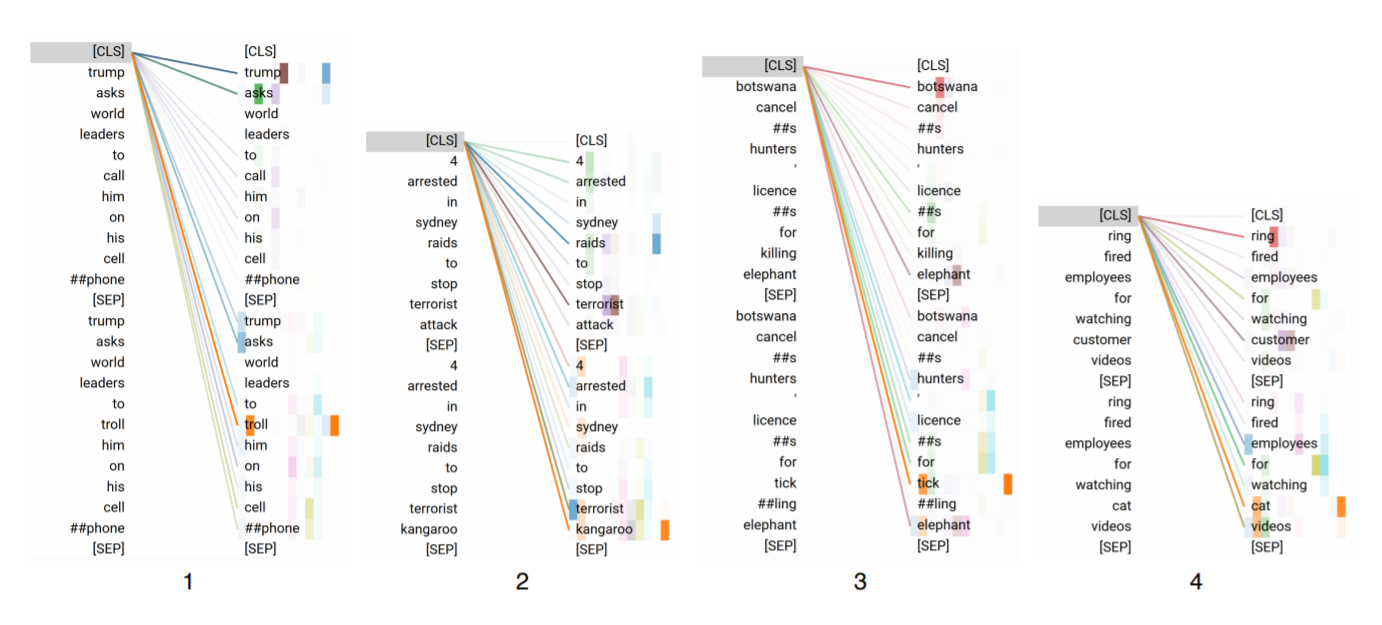 [CLS] [CLS]
trump trump
asks asks
world world
leaders leaders
to to
call call
him him
on on
his his
cell cell
##phone ##phone
[SEP] [SEP]
trump trump
asks asks
world world
leaders leaders
to to
troll troll
him him
on on
his his
cell cell
##phone ##phone
[SEP] [SEP]
1
[CLS] [CLS]
4 4
arrested arrested
in in
sydney sydney
raids raids
to to
stop stop
terrorist terrorist
attack attack
[SEP] [SEP]
4 4
arrested arrested
in in
sydney sydney
raids raids
to to
stop stop
terrorist terrorist
kangaroo kangaroo
[SEP] [SEP]
2
[CLS] [CLS]
botswana botswana
cancel cancel
##s ##s
hunters hunters
' '
licence licence
##s ##s
for for
killing killing
elephant elephant
[SEP] [SEP]
botswana botswana
cancel cancel
##s ##s
hunters hunters
' '
licence licence
##s ##s
for for
tick tick
##ling ##ling
elephant elephant
[SEP] [SEP]
3
[CLS] [CLS]
ring ring
fired fired
employees employees
for for
watching watching
customer customer
videos videos
[SEP] [SEP]
ring ring
fired fired
employees employees
for for
watching watching
cat cat
videos videos
[SEP] [SEP]
4